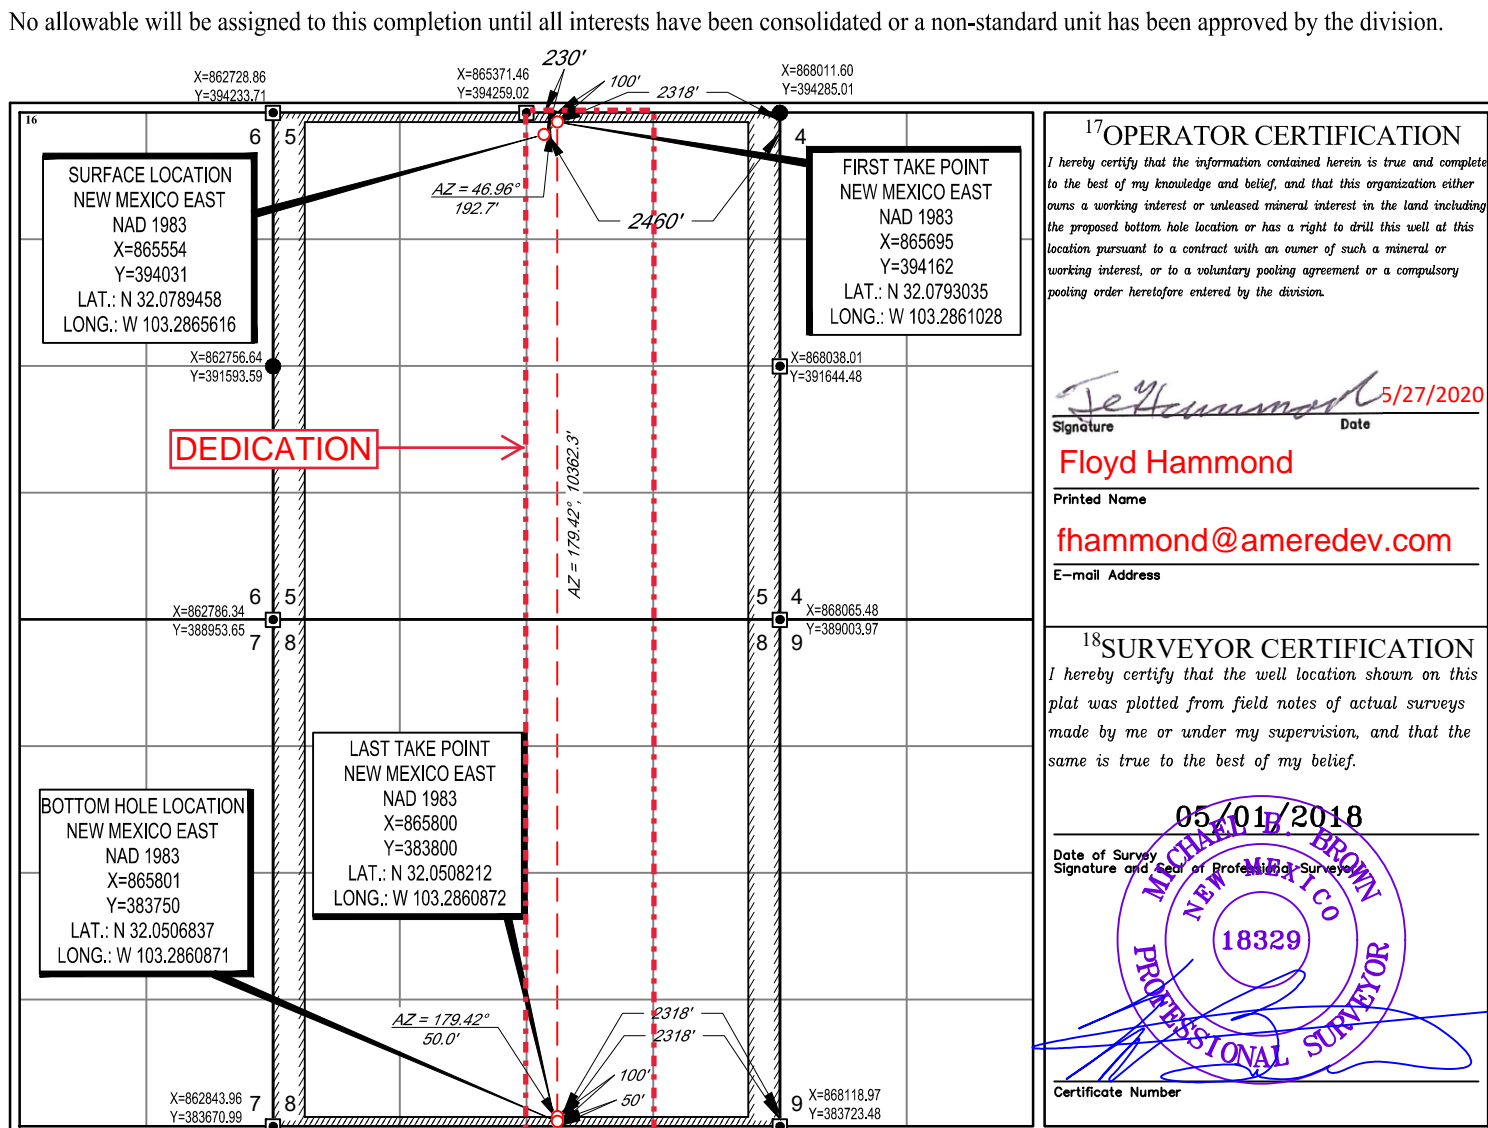 No allowable will be assigned to this completion until all interests have been consolidated or a non-standard unit has been approved by the division.
16
X=862728.86
Y=394233.71
X=865371.46
Y=394259.02
230'
100'
2318'
X=868011.60
Y=394285.01
6
5
4
SURFACE LOCATION
NEW MEXICO EAST
NAD 1983
X=865554
Y=394031
LAT.: N 32.0789458
LONG.: W 103.2865616
AZ = 46.96°
192.7'
2460'
FIRST TAKE POINT
NEW MEXICO EAST
NAD 1983
X=865695
Y=394162
LAT.: N 32.0793035
LONG.: W 103.2861028
X=862756.64
Y=391593.59
X=868038.01
Y=391644.48
DEDICATION
AZ = 179.42°, 10362.3'
6
5
5
4
X=862786.34
Y=388953.65
X=868065.48
Y=389003.97
7
8
8
9
LAST TAKE POINT
NEW MEXICO EAST
NAD 1983
X=865800
Y=383800
LAT.: N 32.0508212
LONG.: W 103.2860872
BOTTOM HOLE LOCATION
NEW MEXICO EAST
NAD 1983
X=865801
Y=383750
LAT.: N 32.0506837
LONG.: W 103.2860871
AZ = 179.42°
50.0'
2318'
2318'
100'
50'
X=862843.96
Y=383670.99
7
8
9
X=868118.97
Y=383723.48
17OPERATOR CERTIFICATION
I hereby certify that the information contained herein is true and complete
to the best of my knowledge and belief, and that this organization either
owns a working interest or unleased mineral interest in the land including
the proposed bottom hole location or has a right to drill this well at this
location pursuant to a contract with an owner of such a mineral or
working interest, or to a voluntary pooling agreement or a compulsory
pooling order heretofore entered by the division.
5/27/2020
Signature
Date
Floyd Hammond
Printed Name
fhammond@ameredev.com
E-mail Address
18SURVEYOR CERTIFICATION
I hereby certify that the well location shown on this
plat was plotted from field notes of actual surveys
made by me or under my supervision, and that the
same is true to the best of my belief.
05/01/2018
Date of Survey
Signature and Seal of Professional Surveyor
MICHAEL B. BROWN
NEW MEXICO
18329
PROFESSIONAL SURVEYOR
Certificate Number